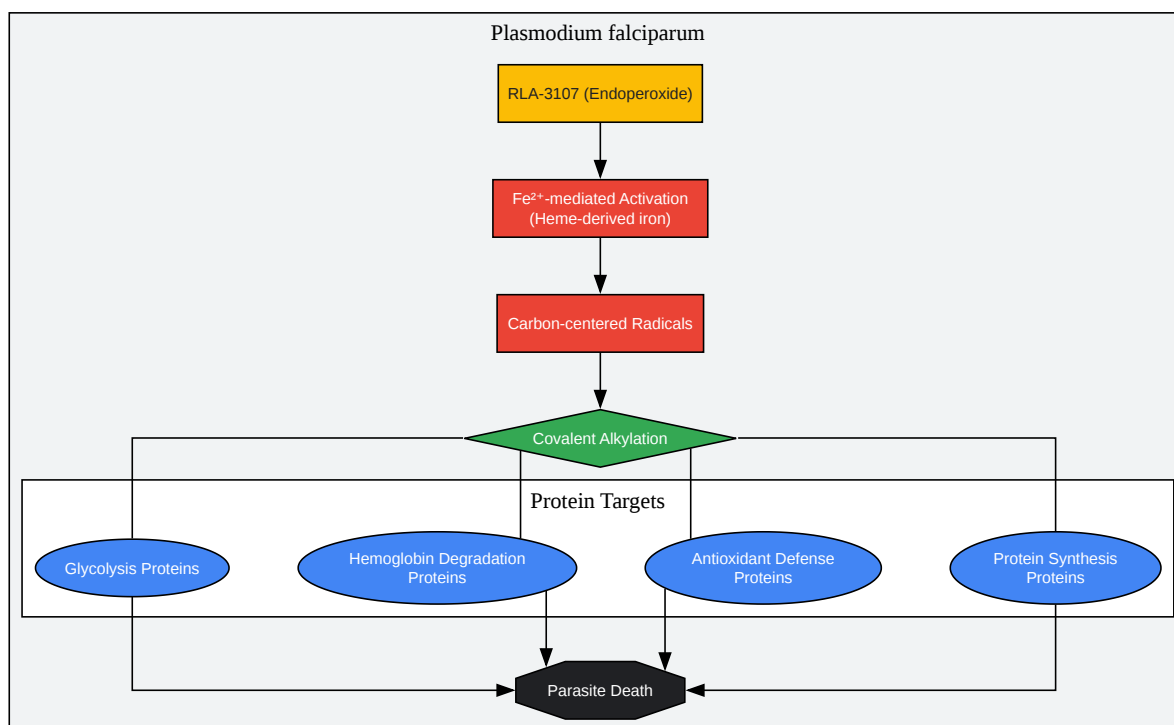 Plasmodium falciparum
RLA-3107 (Endoperoxide)
Fe²⁺-mediated Activation
(Heme-derived iron)
Carbon-centered Radicals
Covalent Alkylation
Protein Targets
Glycolysis Proteins
Hemoglobin Degradation
Proteins
Antioxidant Defense
Proteins
Protein Synthesis
Proteins
Parasite Death